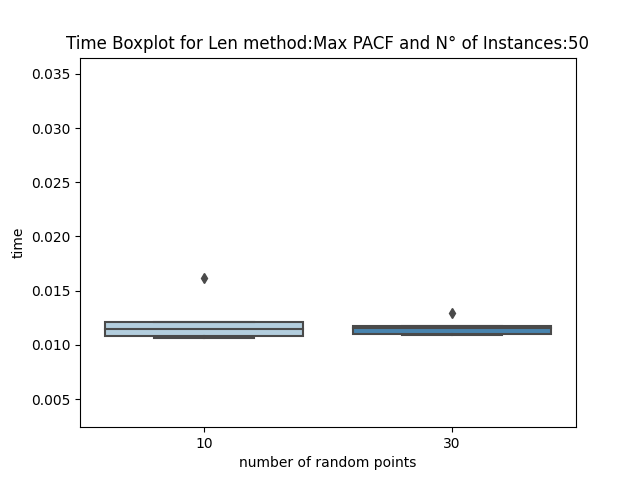 Time Boxplot for Len method:Max PACF and N° of Instances:50
0.035
0.030
0.025
0.020
0.015
0.010
0.005
time
10 30
number of random points